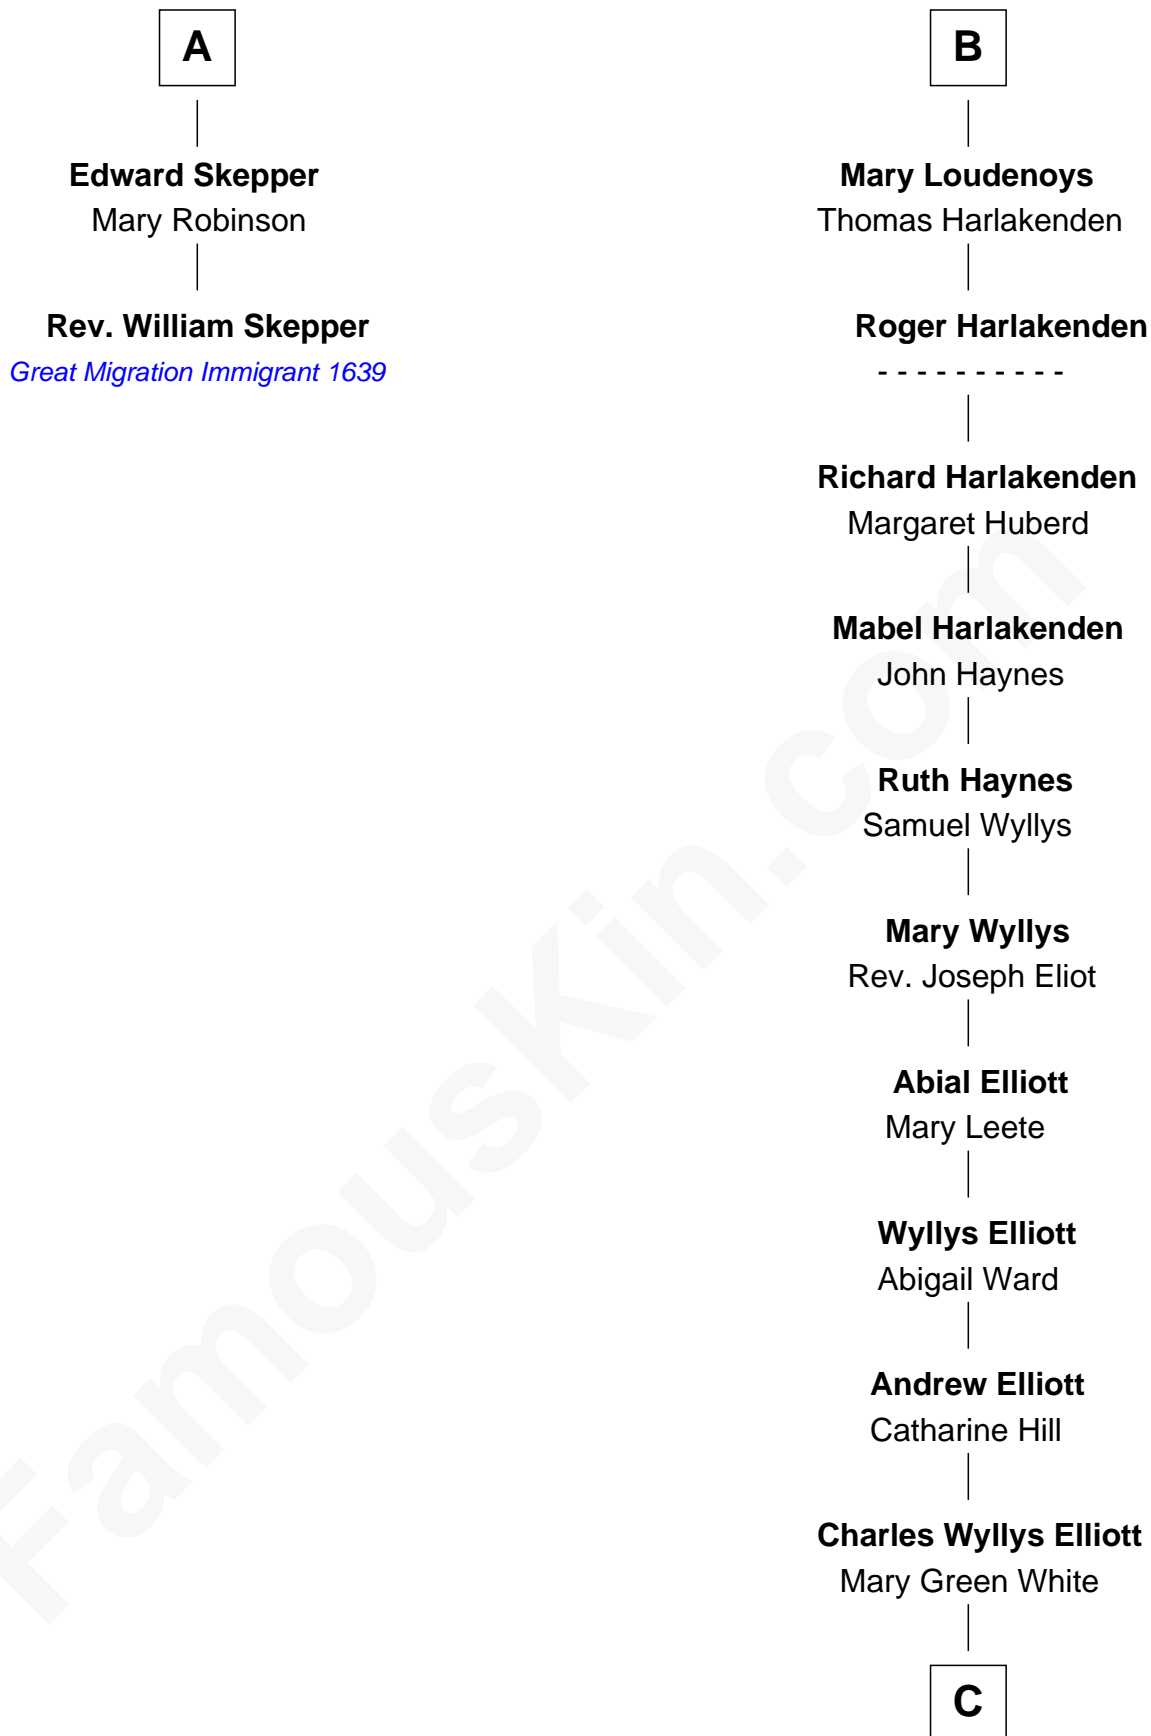 A
Edward Skepper
Mary Robinson
Rev. William Skepper
Great Migration Immigrant 1639
B
Mary Loudenoys
Thomas Harlakenden
Roger Harlakenden
- - - - - - - - - -
Richard Harlakenden
Margaret Huberd
Mabel Harlakenden
John Haynes
Ruth Haynes
Samuel Wyllys
Mary Wyllys
Rev. Joseph Eliot
Abial Elliott
Mary Leete
Wyllys Elliott
Abigail Ward
Andrew Elliott
Catharine Hill
Charles Wyllys Elliott
Mary Green White
C
FamousKin.com